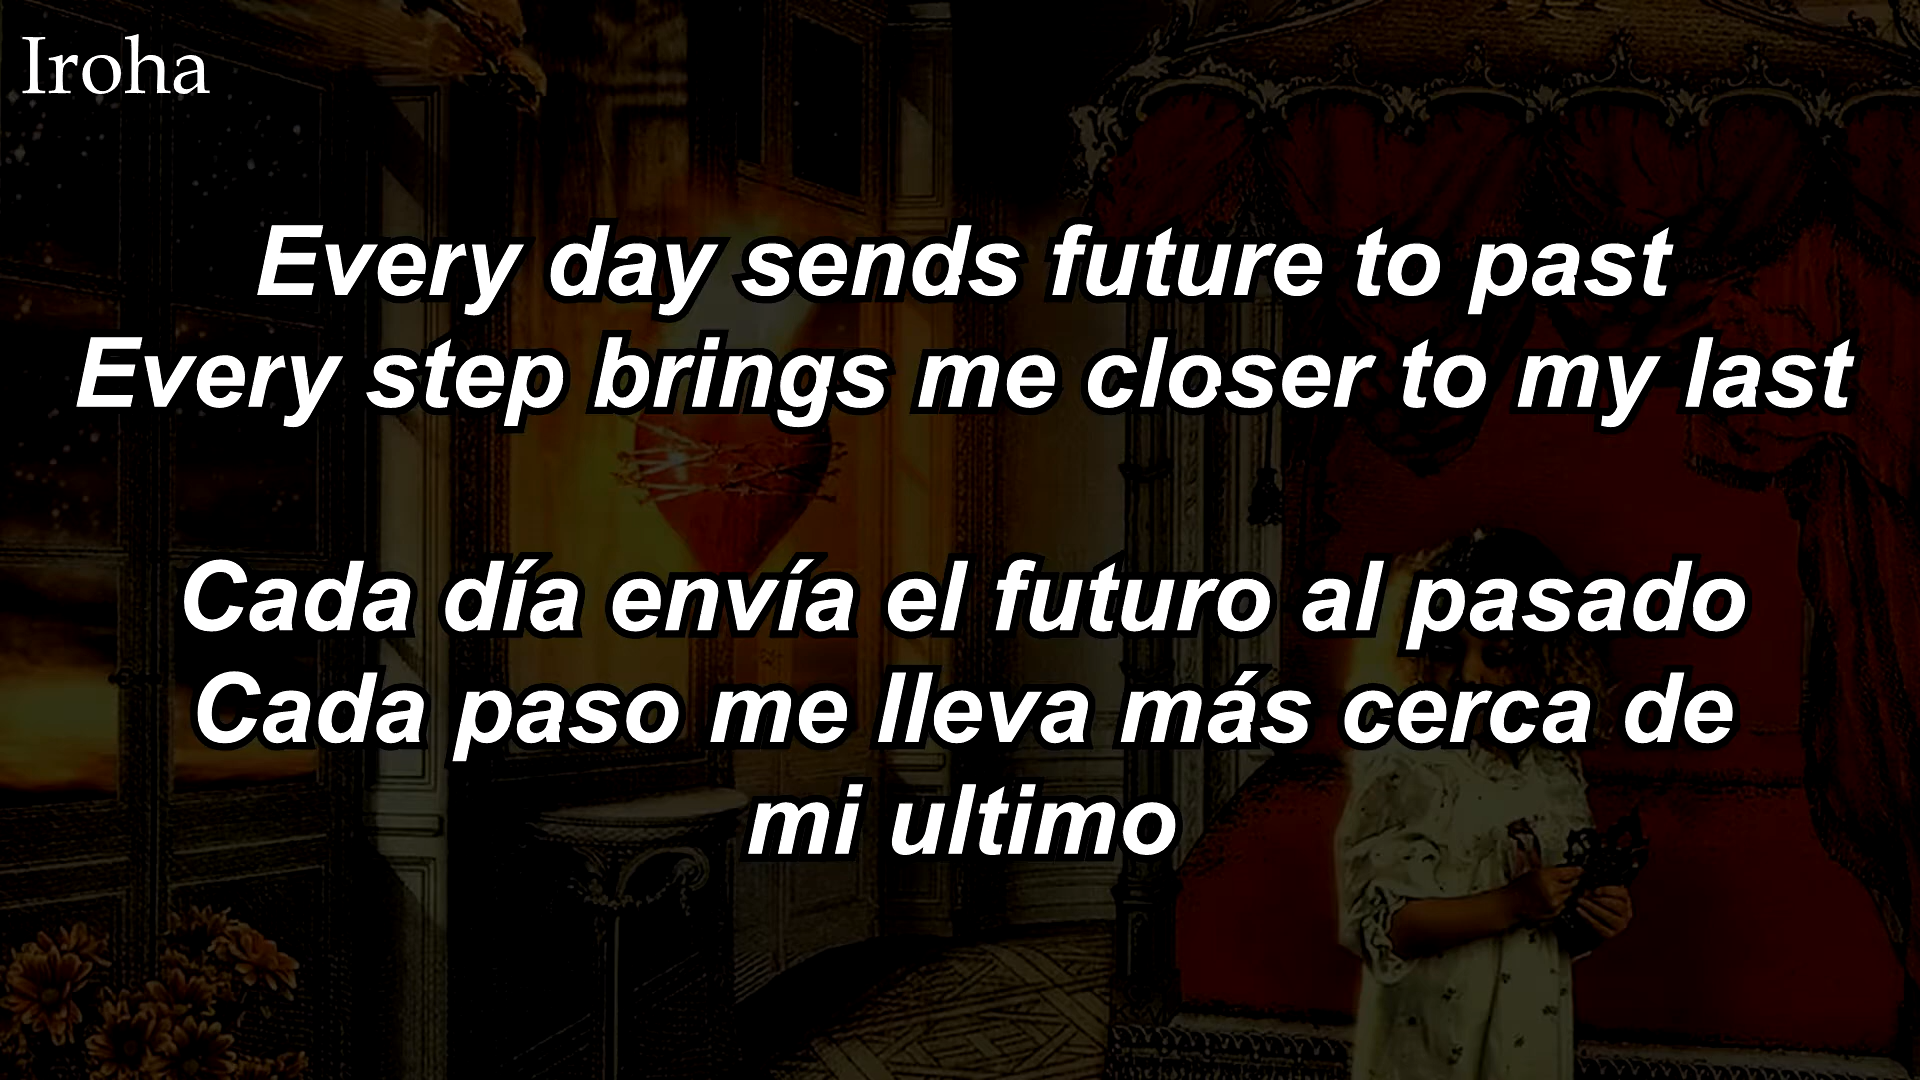 Iroha
Every day sends future to past
Every step brings me closer to my last
Cada día envía el futuro al pasado
Cada paso me lleva más cerca de
mi ultimo